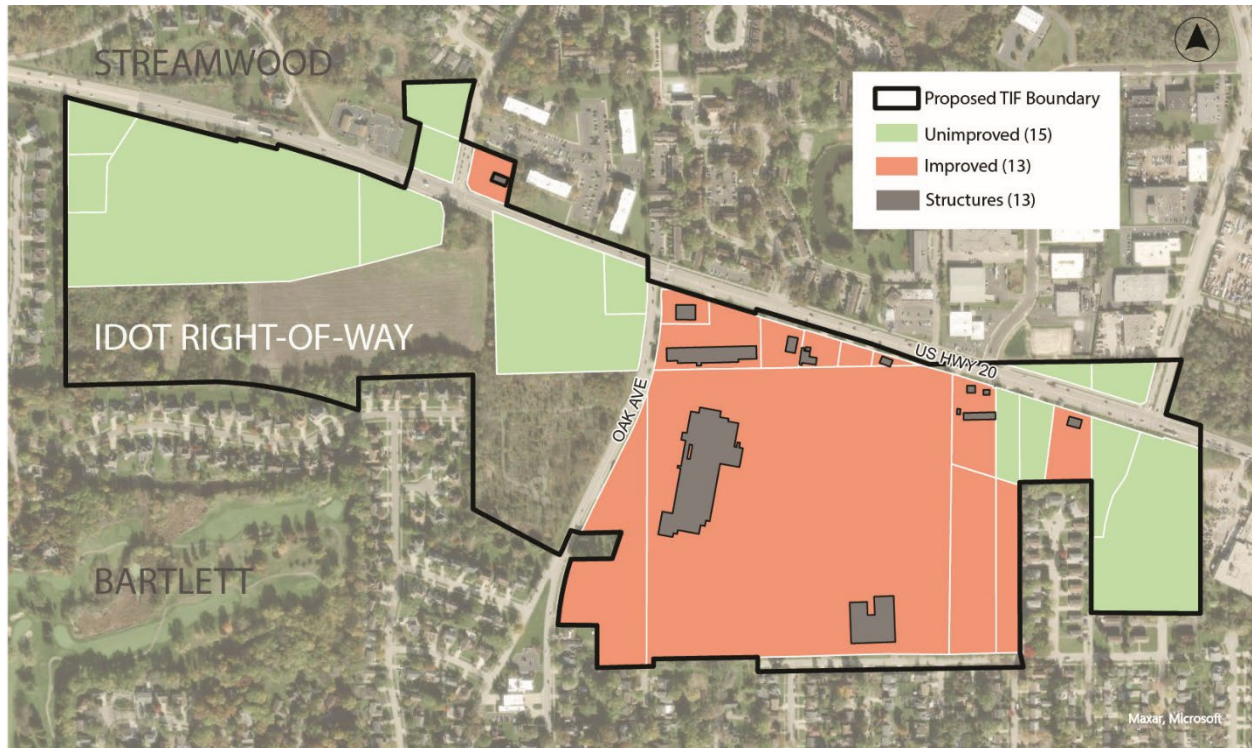 STREAMWOOD
Proposed TIF Boundary
Unimproved (15)
Improved (13)
Structures (13)
IDOT RIGHT-OF-WAY
US HWY 20
OAK AVE
BARTLETT
Maxar, Microsoft